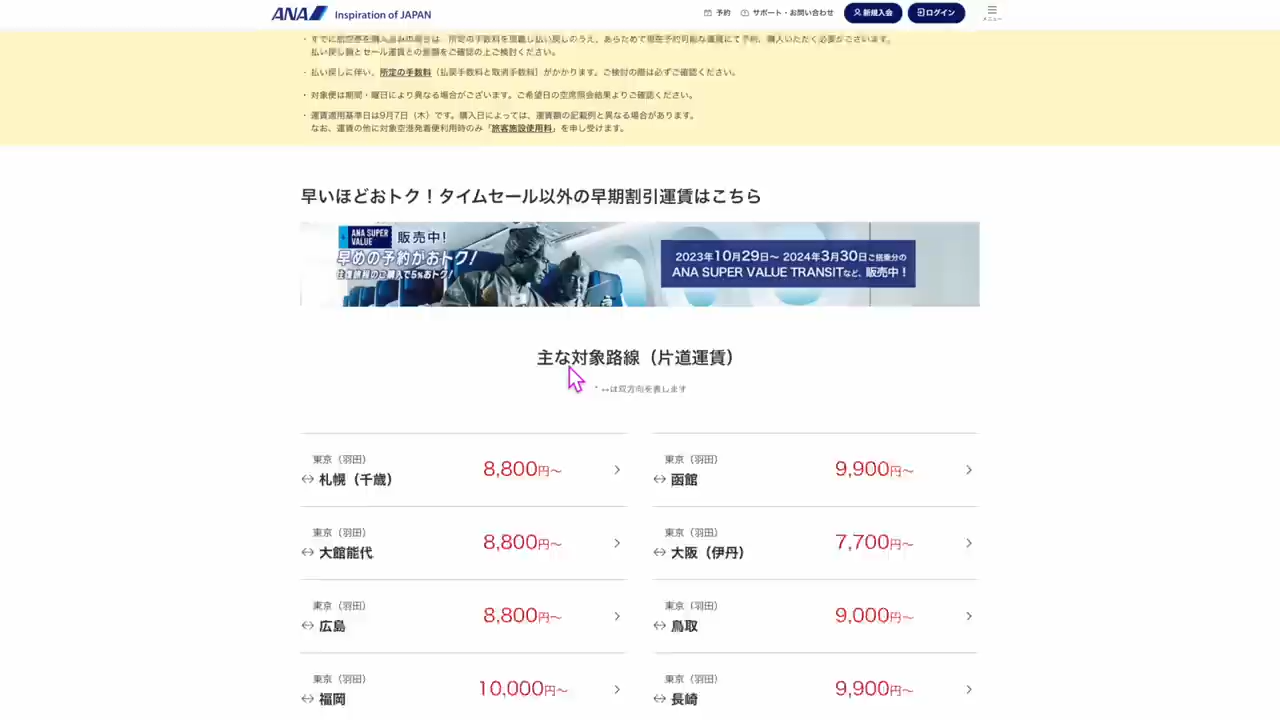 ANA Inspiration of JAPAN
予約 サポート・お問い合わせ 新規入会 ログイン メニュー
・すでに航空券を購入済みの場合は、所定の手数料を収載し払い戻しのうえ、あらためて現在予約可能な運賃にて予約、購入いただく必要がございます。
払い戻し額とセール運賃との差額をご確認の上ご検討ください。
・払い戻しに伴い、所定の手数料（払戻手数料と取消手数料）がかかります。ご検討の際は必ずご確認ください。
・対象便は期間・曜日により異なる場合がございます。ご希望日の空席照会結果よりご確認ください。
・運賃適用基準日は9月7日（木）です。購入日によっては、運賃額の記載例と異なる場合があります。
なお、運賃の他に対象空港発着便利用時のみ「旅客施設使用料」を申し受けます。
早いほどおトク！タイムセール以外の早期割引運賃はこちら
ANA SUPER VALUE 販売中!
早めの予約がおトク!
往復旅程のご購入で5%おトク!
2023年10月29日〜2024年3月30日ご搭乗分の
ANA SUPER VALUE TRANSITなど、販売中！
主な対象路線（片道運賃）
* ↔は双方向を表します
東京（羽田）
↔ 札幌（千歳）
8,800円〜
東京（羽田）
↔ 函館
9,900円〜
東京（羽田）
↔ 大館能代
8,800円〜
東京（羽田）
↔ 大阪（伊丹）
7,700円〜
東京（羽田）
↔ 広島
8,800円〜
東京（羽田）
↔ 鳥取
9,000円〜
東京（羽田）
↔ 福岡
10,000円〜
東京（羽田）
↔ 長崎
9,900円〜